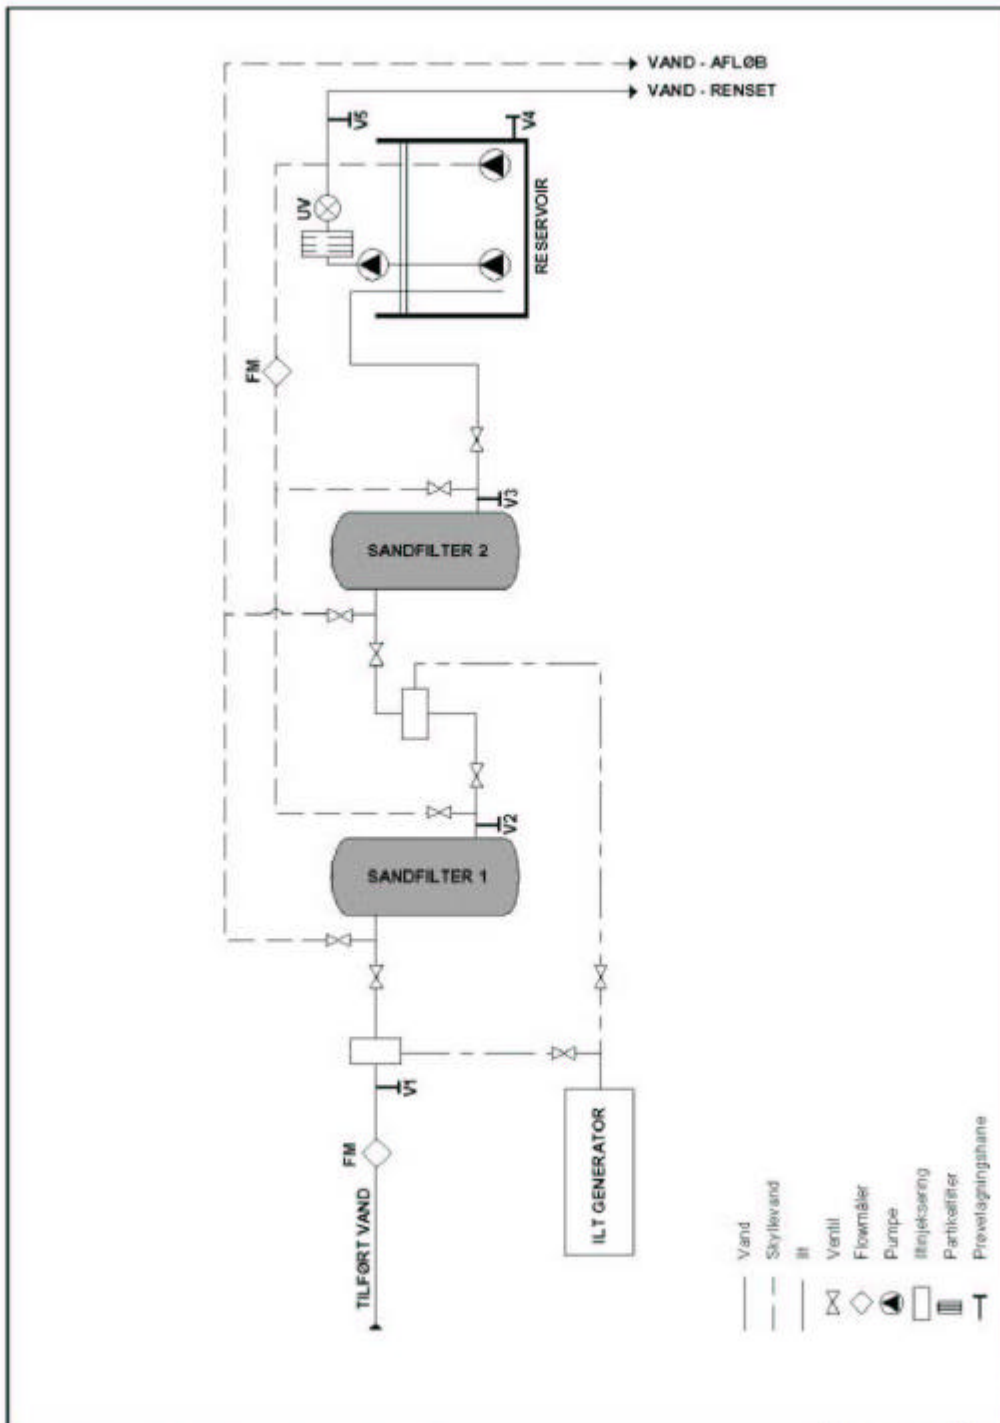 VAND - AFLØB
VAND - RENSET
V5
V4
UV
RESERVOIR
FM
V3
SANDFILTER 2
V2
SANDFILTER 1
V1
FM
TILFØRT VAND
ILT GENERATOR
Vand
Skyllevand
Ilt
Ventil
Flowmåler
Pumpe
Iltinjeksering
Partikelfilter
Prøvetagningshane